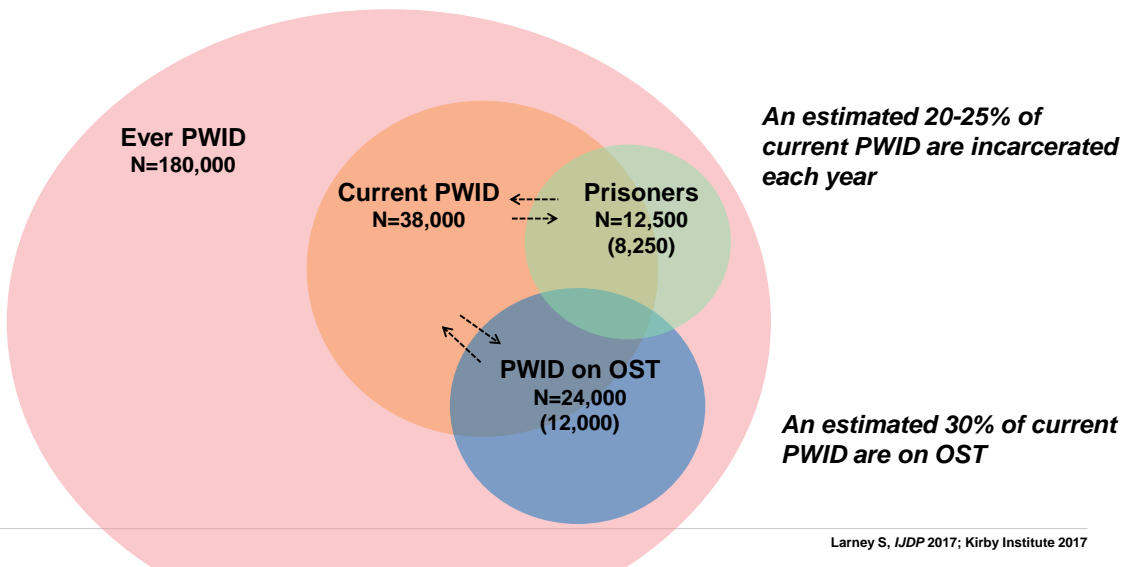 Ever PWID
N=180,000
Current PWID
N=38,000
Prisoners
N=12,500
(8,250)
PWID on OST
N=24,000
(12,000)
An estimated 20-25% of
current PWID are incarcerated
each year
An estimated 30% of current
PWID are on OST
Larney S, IJDP 2017; Kirby Institute 2017